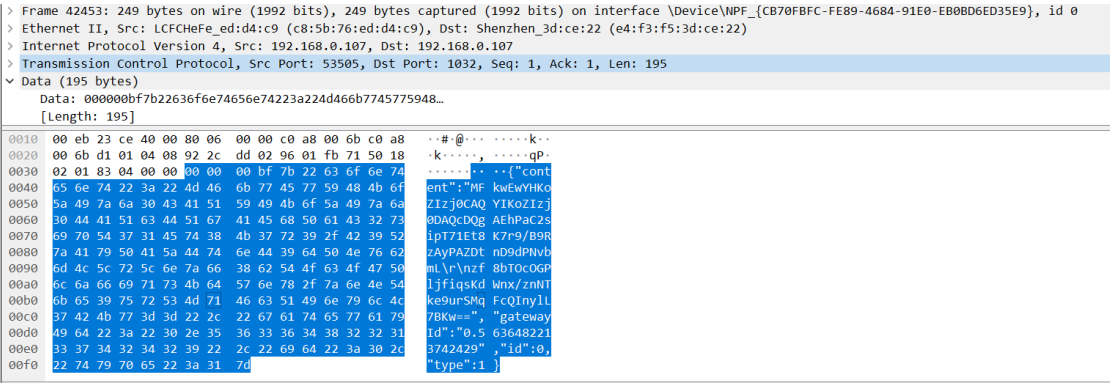 Frame 42453: 249 bytes on wire (1992 bits), 249 bytes captured (1992 bits) on interface \Device\NPF_{CB70FBFC-FE89-4684-91E0-EB0BD6ED35E9}, id 0
Ethernet II, Src: LCFCHeFe_ed:d4:c9 (c8:5b:76:ed:d4:c9), Dst: Shenzhen_3d:ce:22 (e4:f3:f5:3d:ce:22)
Internet Protocol Version 4, Src: 192.168.0.107, Dst: 192.168.0.107
Transmission Control Protocol, Src Port: 53505, Dst Port: 1032, Seq: 1, Ack: 1, Len: 195
Data (195 bytes)
Data: 000000bf7b22636f6e74656e74223a224d466b7745775948…
[Length: 195]
0010 00 eb 23 ce 40 00 80 06 00 00 c0 a8 00 6b c0 a8 ··#·@··· ·····k··
0020 00 6b d1 01 04 08 92 2c dd 02 96 01 fb 71 50 18 ·k·····, ·····qP·
0030 02 01 83 04 00 00 00 00 00 bf 7b 22 63 6f 6e 74 ········ ··{"cont
0040 65 6e 74 22 3a 22 4d 46 6b 77 45 77 59 48 4b 6f ent":"MF kwEwYHKo
0050 5a 49 7a 6a 30 43 41 51 59 49 4b 6f 5a 49 7a 6a ZIzj0CAQ YIKoZIzj
0060 30 44 41 51 63 44 51 67 41 45 68 50 61 43 32 73 0DAQcDQg AEhPaC2s
0070 69 70 54 37 31 45 74 38 4b 37 72 39 2f 42 39 52 ipT71Et8 K7r9/B9R
0080 7a 41 79 50 41 5a 44 74 6e 44 39 64 50 4e 76 62 zAyPAZDt nD9dPNvb
0090 6d 4c 5c 72 5c 6e 7a 66 38 62 54 4f 63 4f 47 50 mL\r\nzf 8bTOcOGP
00a0 6c 6a 66 69 71 73 4b 64 57 6e 78 2f 7a 6e 4e 54 ljfiqsKd Wnx/znNT
00b0 6b 65 39 75 72 53 4d 71 46 63 51 49 6e 79 6c 4c ke9urSMq FcQInylL
00c0 37 42 4b 77 3d 3d 22 2c 22 67 61 74 65 77 61 79 7BKw==", "gateway
00d0 49 64 22 3a 22 30 2e 35 36 33 36 34 38 32 32 31 Id":"0.5 63648221
00e0 33 37 34 32 34 32 39 22 2c 22 69 64 22 3a 30 2c 3742429" ,"id":0,
00f0 22 74 79 70 65 22 3a 31 7d "type":1 }